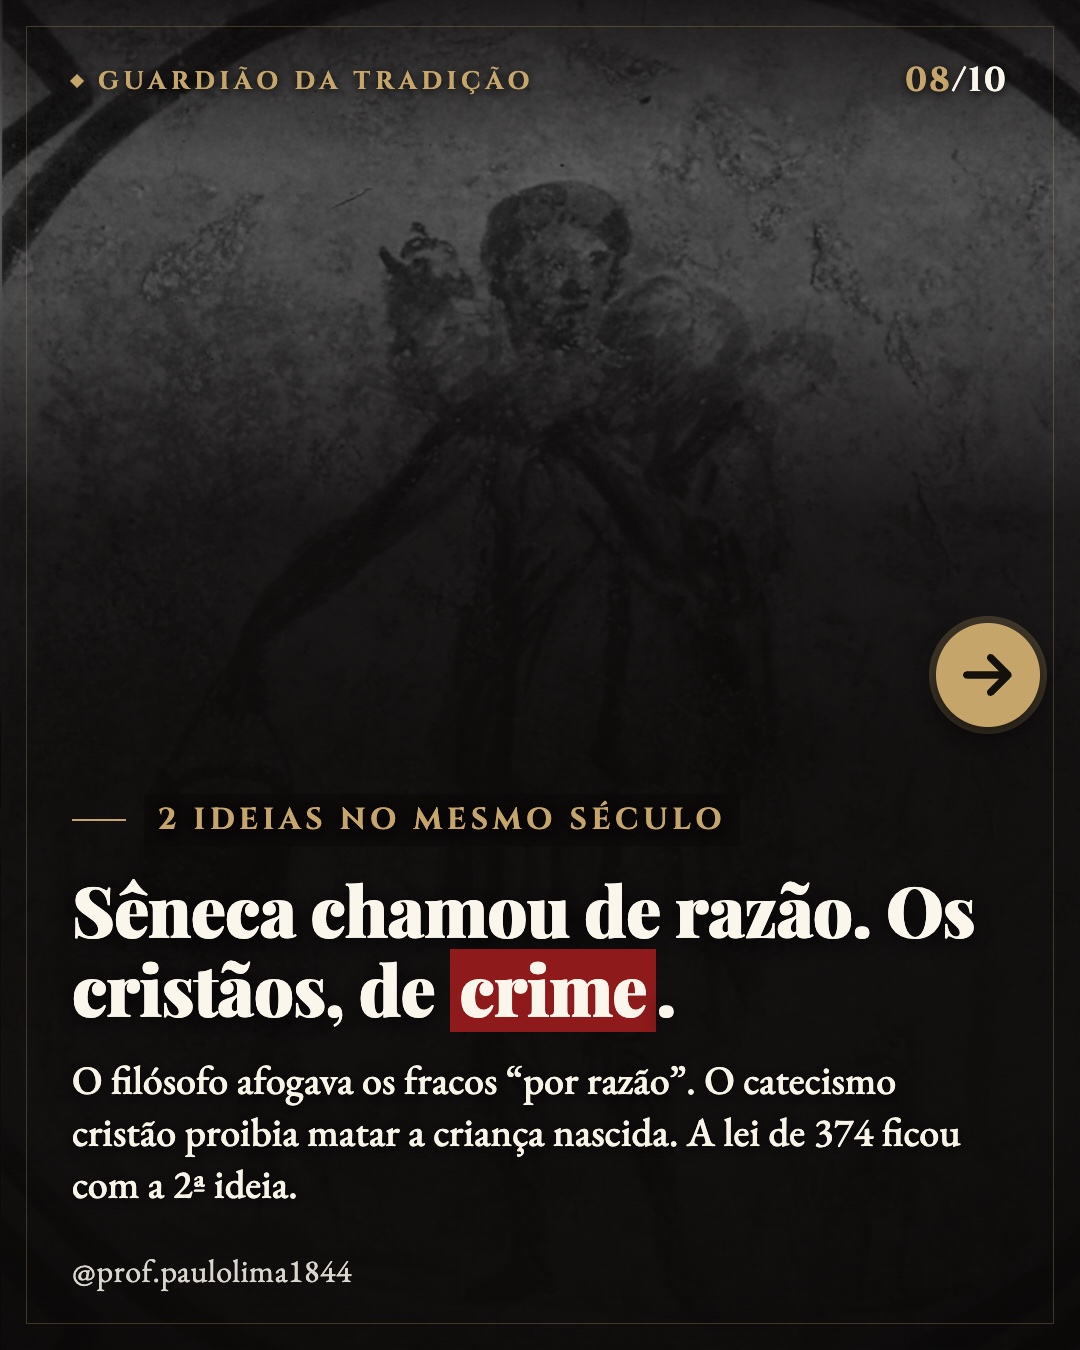 GUARDIÃO DA TRADIÇÃO
08/10
2 IDEIAS NO MESMO SÉCULO
Sêneca chamou de razão. Os
cristãos, de crime.
O filósofo afogava os fracos “por razão”. O catecismo
cristão proibia matar a criança nascida. A lei de 374 ficou
com a 2ª ideia.
@prof.paulolima1844